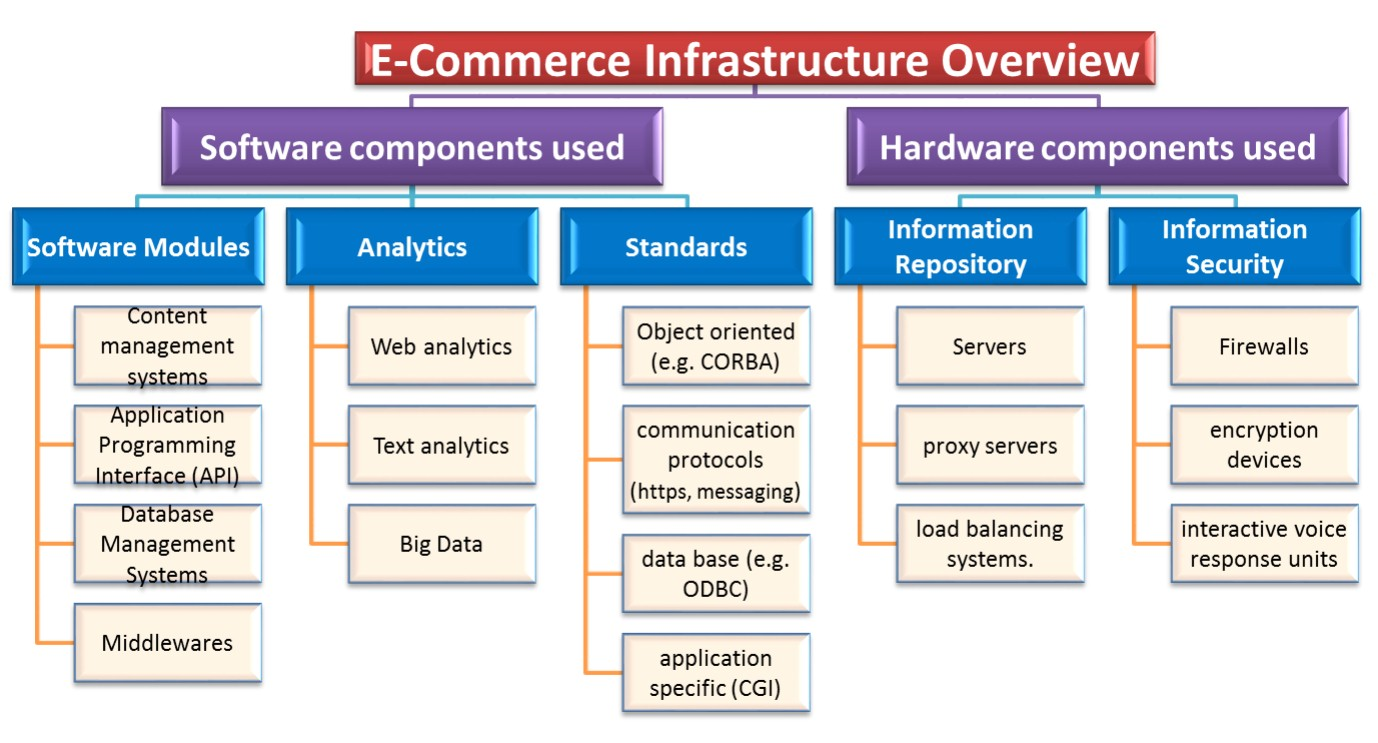 E-Commerce Infrastructure Overview
Software components used
Hardware components used
Software Modules
Analytics
Standards
Information
Repository
Information
Security
Content
management
systems
Application
Programming
Interface (API)
Database
Management
Systems
Middlewares
Web analytics
Text analytics
Big Data
Object oriented
(e.g. CORBA)
communication
protocols
(https, messaging)
data base (e.g.
ODBC)
application
specific (CGI)
Servers
proxy servers
load balancing
systems.
Firewalls
encryption
devices
interactive voice
response units